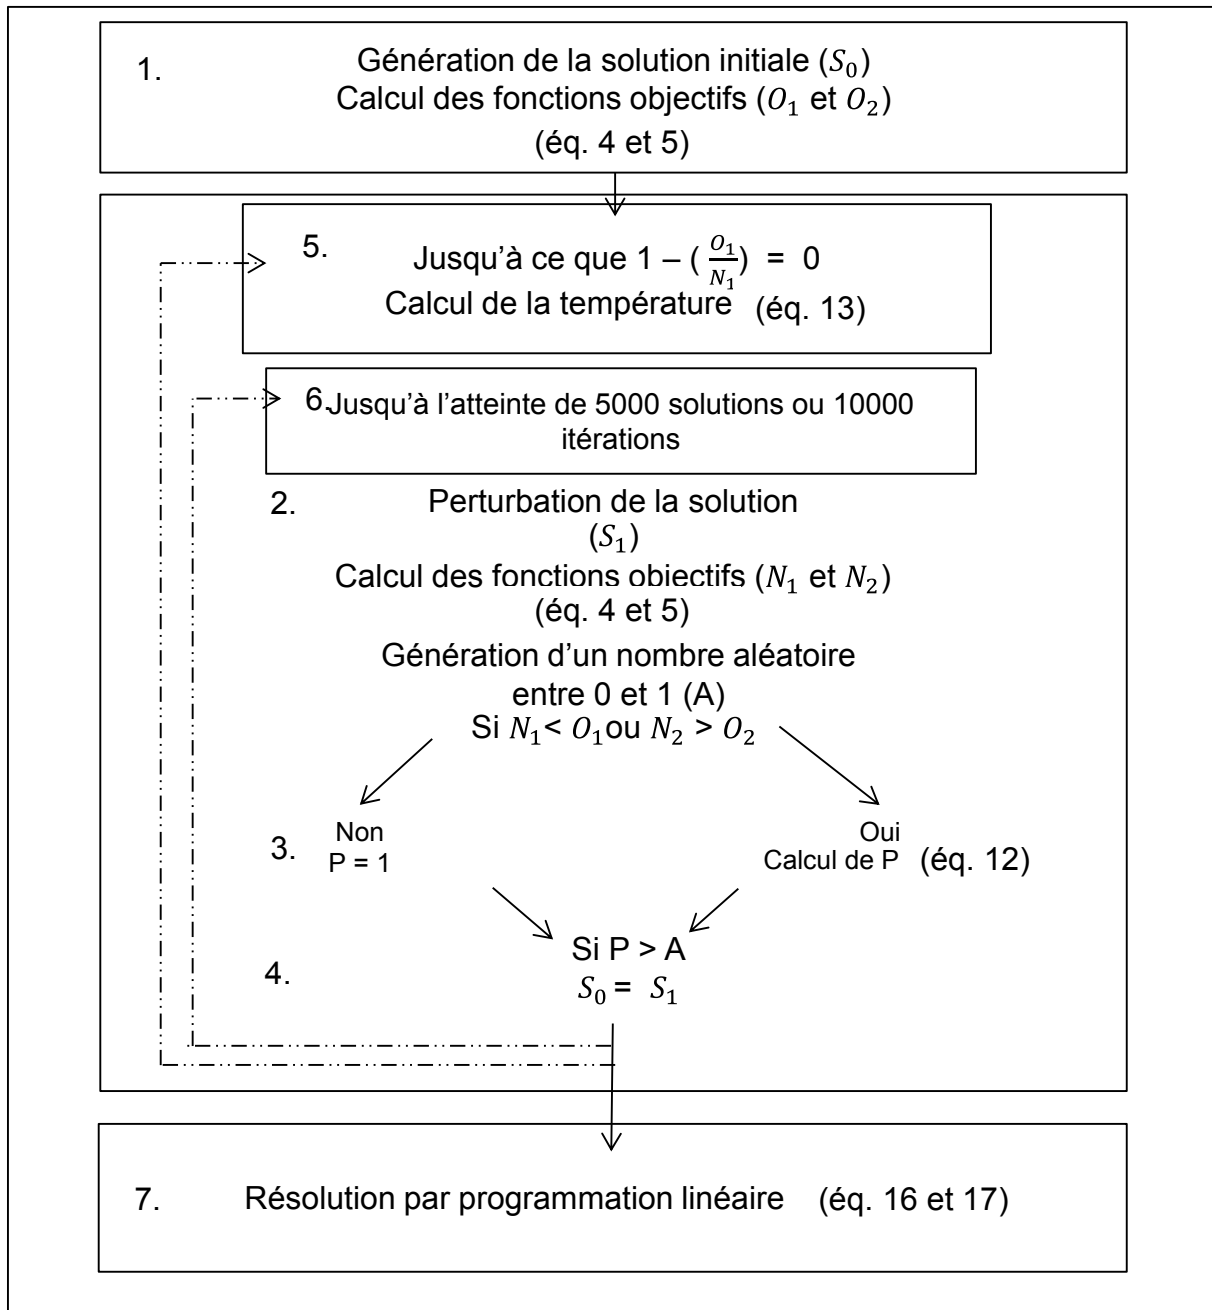 1. Génération de la solution initiale (𝑆₀)
Calcul des fonctions objectifs (𝑂₁ et 𝑂₂)
(éq. 4 et 5)
5. Jusqu'à ce que 1 – ( 𝑂₁/𝑁₁) = 0
Calcul de la température (éq. 13)
6. Jusqu'à l'atteinte de 5000 solutions ou 10000
itérations
2. Perturbation de la solution
(𝑆₁)
Calcul des fonctions objectifs (𝑁₁ et 𝑁₂)
(éq. 4 et 5)
Génération d'un nombre aléatoire
entre 0 et 1 (A)
Si 𝑁₁< 𝑂₁ou 𝑁₂ > 𝑂₂
3. Non
P = 1
Oui
Calcul de P (éq. 12)
Si P > A
4. 𝑆₀ = 𝑆₁
7. Résolution par programmation linéaire (éq. 16 et 17)